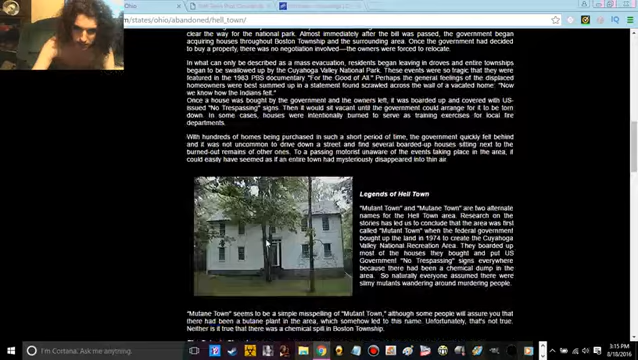 m/states/ohio/abandoned/hell_town/
clear the way for the national park. Almost immediately after the bill was passed, the government began
acquiring houses throughout Boston Township and the surrounding area. Once the government had decided
to buy a property, there was no negotiation involved—the owners were forced to relocate.
In what can only be described as a mass evacuation, residents began leaving in droves and entire townships
began to be swallowed up by the Cuyahoga Valley National Park. These events were so tragic that they were
featured in the 1983 PBS documentary "For the Good of All." Perhaps the general feelings of the displaced
homeowners were best summed up in a statement found scrawled across the wall of a vacated home: "Now
we know how the Indians felt."
Once a house was bought by the government and the owners left, it was boarded up and covered with US-
issued "No Trespassing" signs. Then it would sit vacant until the government could arrange for it to be torn
down. In some cases, houses were intentionally burned to serve as training exercises for local fire
departments.
With hundreds of homes being purchased in such a short period of time, the government quickly fell behind
and it was not uncommon to drive down a street and find several boarded-up houses sitting next to the
burned-out remains of other ones. To a passing motorist unaware of the events taking place in the area, it
could easily have seemed as if an entire town had mysteriously disappeared into thin air
Legends of Hell Town
"Mutant Town" and "Mutane Town" are two alternate
names for the Hell Town area. Research on the
stories has led us to conclude that the area was first
called "Mutant Town" when the federal government
bought up the land in 1974 to create the Cuyahoga
Valley National Recreation Area. They boarded up
most of the houses they bought and put US
Government "No Trespassing" signs everywhere
because there had been a chemical dump in the
area. So naturally everyone assumed there were
slimy mutants wandering around murdering people.
"Mutane Town" seems to be a simple misspelling of "Mutant Town," although some people will assure you that
there had been a butane plant in the area, which somehow led to this name. Unfortunately, that's not true.
Neither is it true that there was a chemical spill in Boston Township.
I'm Cortana. Ask me anything.
3:15 PM